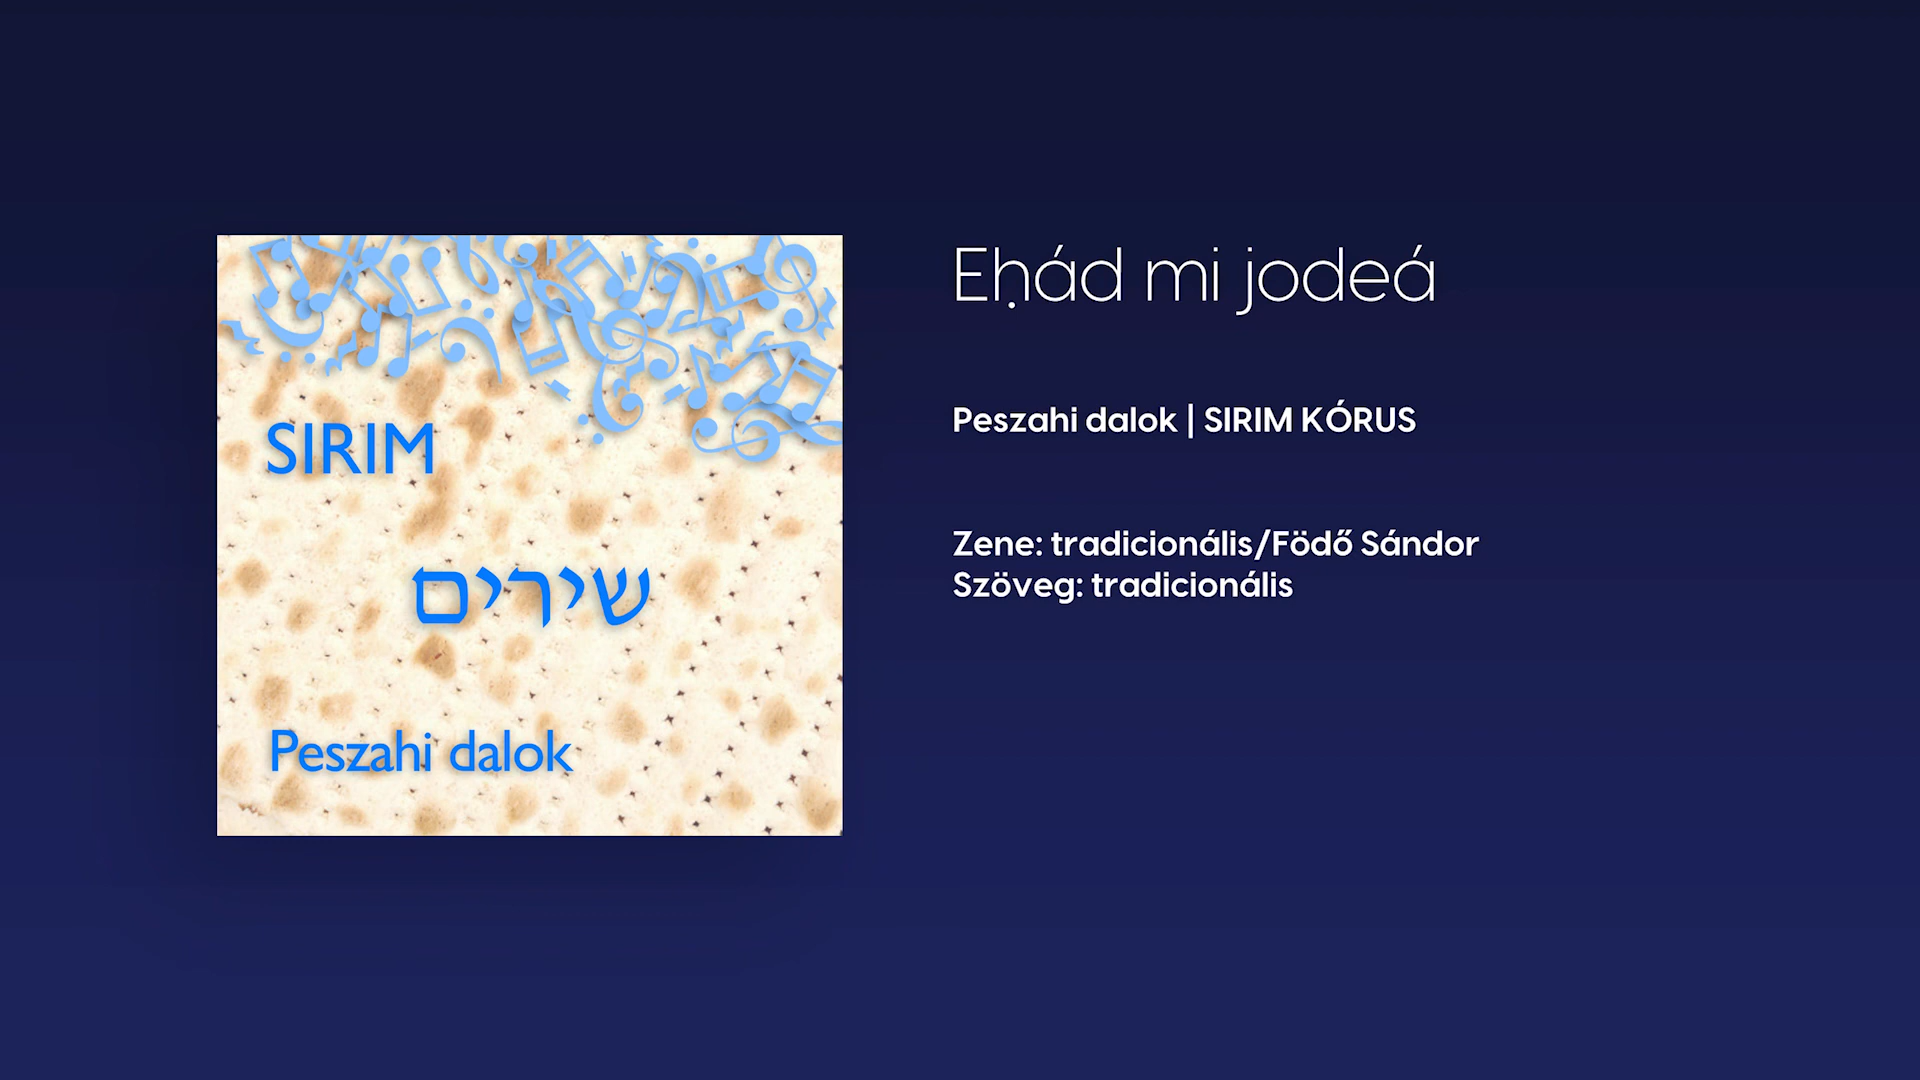 SIRIM
שירים
Peszahi dalok
Eḥád mi jodeá
Peszahi dalok | SIRIM KÓRUS
Zene: tradicionális/Födő Sándor
Szöveg: tradicionális